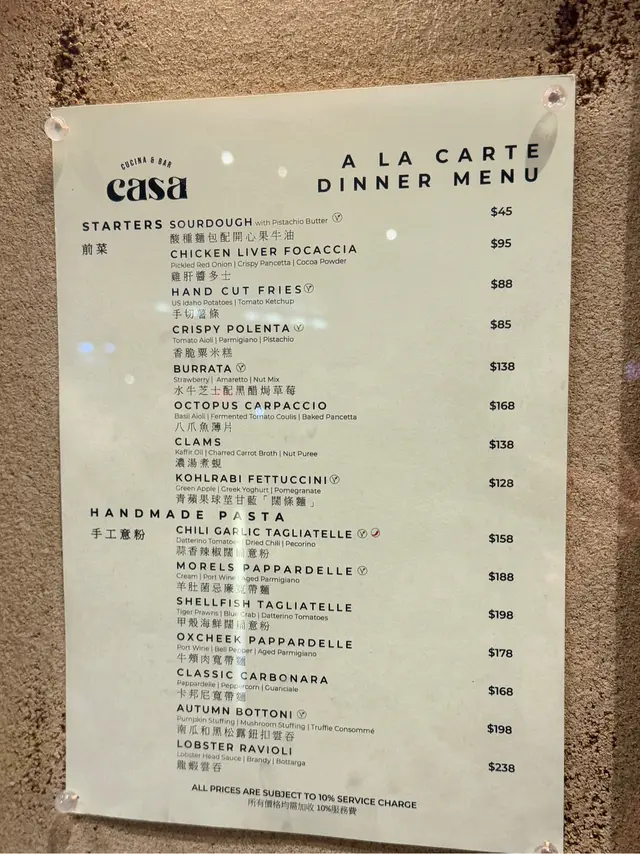 CUCINA & BAR
casa
A LA CARTE
DINNER MENU
STARTERS
前菜
SOURDOUGH with Pistachio Butter $45
酸種麵包配開心果牛油
CHICKEN LIVER FOCACCIA $95
Pickled Red Onion | Crispy Pancetta | Cocoa Powder
雞肝醬多士
HAND CUT FRIES $88
US Idaho Potatoes | Tomato Ketchup
手切薯條
CRISPY POLENTA $85
Tomato Aioli | Parmigiano | Pistachio
香脆粟米糕
BURRATA $138
Strawberry | Amaretto | Nut Mix
水牛芝士配黑醋焗草莓
OCTOPUS CARPACCIO $168
Basil Aioli | Fermented Tomato Coulis | Baked Pancetta
八爪魚薄片
CLAMS $138
Kaffir Oil | Charred Carrot Broth | Nut Puree
濃湯煮蜆
KOHLRABI FETTUCCINI $128
Green Apple | Greek Yoghurt | Pomegranate
青蘋果球莖甘藍「闊條麵」
HANDMADE PASTA
手工意粉
CHILI GARLIC TAGLIATELLE $158
Datterino Tomatoes | Dried Chili | Pecorino
蒜香辣椒闊扁意粉
MORELS PAPPARDELLE $188
Cream | Port Wine | Aged Parmigiano
羊肚菌忌廉寬帶麵
SHELLFISH TAGLIATELLE $198
Tiger Prawns | Blue Crab | Datterino Tomatoes
甲殼海鮮闊扁意粉
OXCHEEK PAPPARDELLE $178
Port Wine | Bell Pepper | Aged Parmigiano
牛頰肉寬帶麵
CLASSIC CARBONARA $168
Pappardelle | Peppercorn | Guanciale
卡邦尼寬帶麵
AUTUMN BOTTONI $198
Pumpkin Stuffing | Mushroom Stuffing | Truffle Consommé
南瓜和黑松露鈕扣雲吞
LOBSTER RAVIOLI $238
Lobster Head Sauce | Brandy | Bottarga
龍蝦雲吞
ALL PRICES ARE SUBJECT TO 10% SERVICE CHARGE
所有價格均需加收 10%服務費